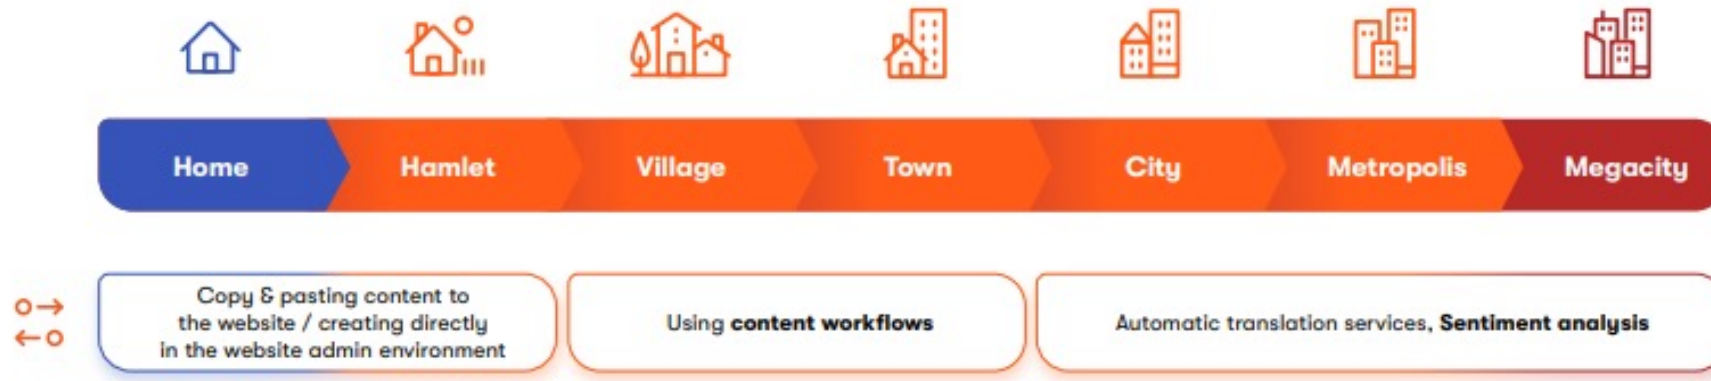 Home
Hamlet
Village
Town
City
Metropolis
Megacity
Copy & pasting content to
the website / creating directly
in the website admin environment
Using content workflows
Automatic translation services, Sentiment analysis